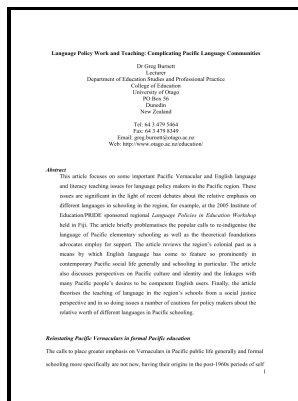 Language Policy Work and Teaching: Complicating Pacific Language Communities
Dr Greg Burnett
Lecturer
Department of Education Studies and Professional Practice
College of Education
University of Otago
PO Box 56
Dunedin
New Zealand
Tel: 64 3 479 5464
Fax: 64 3 479 8349
Email: greg.burnett@otago.ac.nz
Web: http://www.otago.ac.nz/education/
Abstract
This article focuses on some important Pacific Vernacular and English language
and literacy teaching issues for language policy makers in the Pacific region. These
issues are significant in the light of recent debates about the relative emphasis on
different languages in schooling in the region, for example, at the 2005 Institute of
Education/PRIDE sponsored regional Language Policies in Education Workshop
held in Fiji. The article briefly problematises the popular calls to re-indigenise the
language of Pacific elementary schooling as well as the theoretical foundations
advocates employ for support. The article reviews the region's colonial past as a
means by which English language has come to feature so prominently in
contemporary Pacific social life generally and schooling in particular. The article
also discusses perspectives on Pacific culture and identity and the linkages with
many Pacific people's desires to be competent English users. Finally, the article
theorises the teaching of language in the region's schools from a social justice
perspective and in so doing issues a number of cautions for policy makers about the
relative worth of different languages in Pacific schooling.
Reinstating Pacific Vernaculars in formal Pacific education
The calls to place greater emphasis on Vernaculars in Pacific public life generally and formal
schooling more specifically are not new, having their origins in the post-1960s periods of self
1